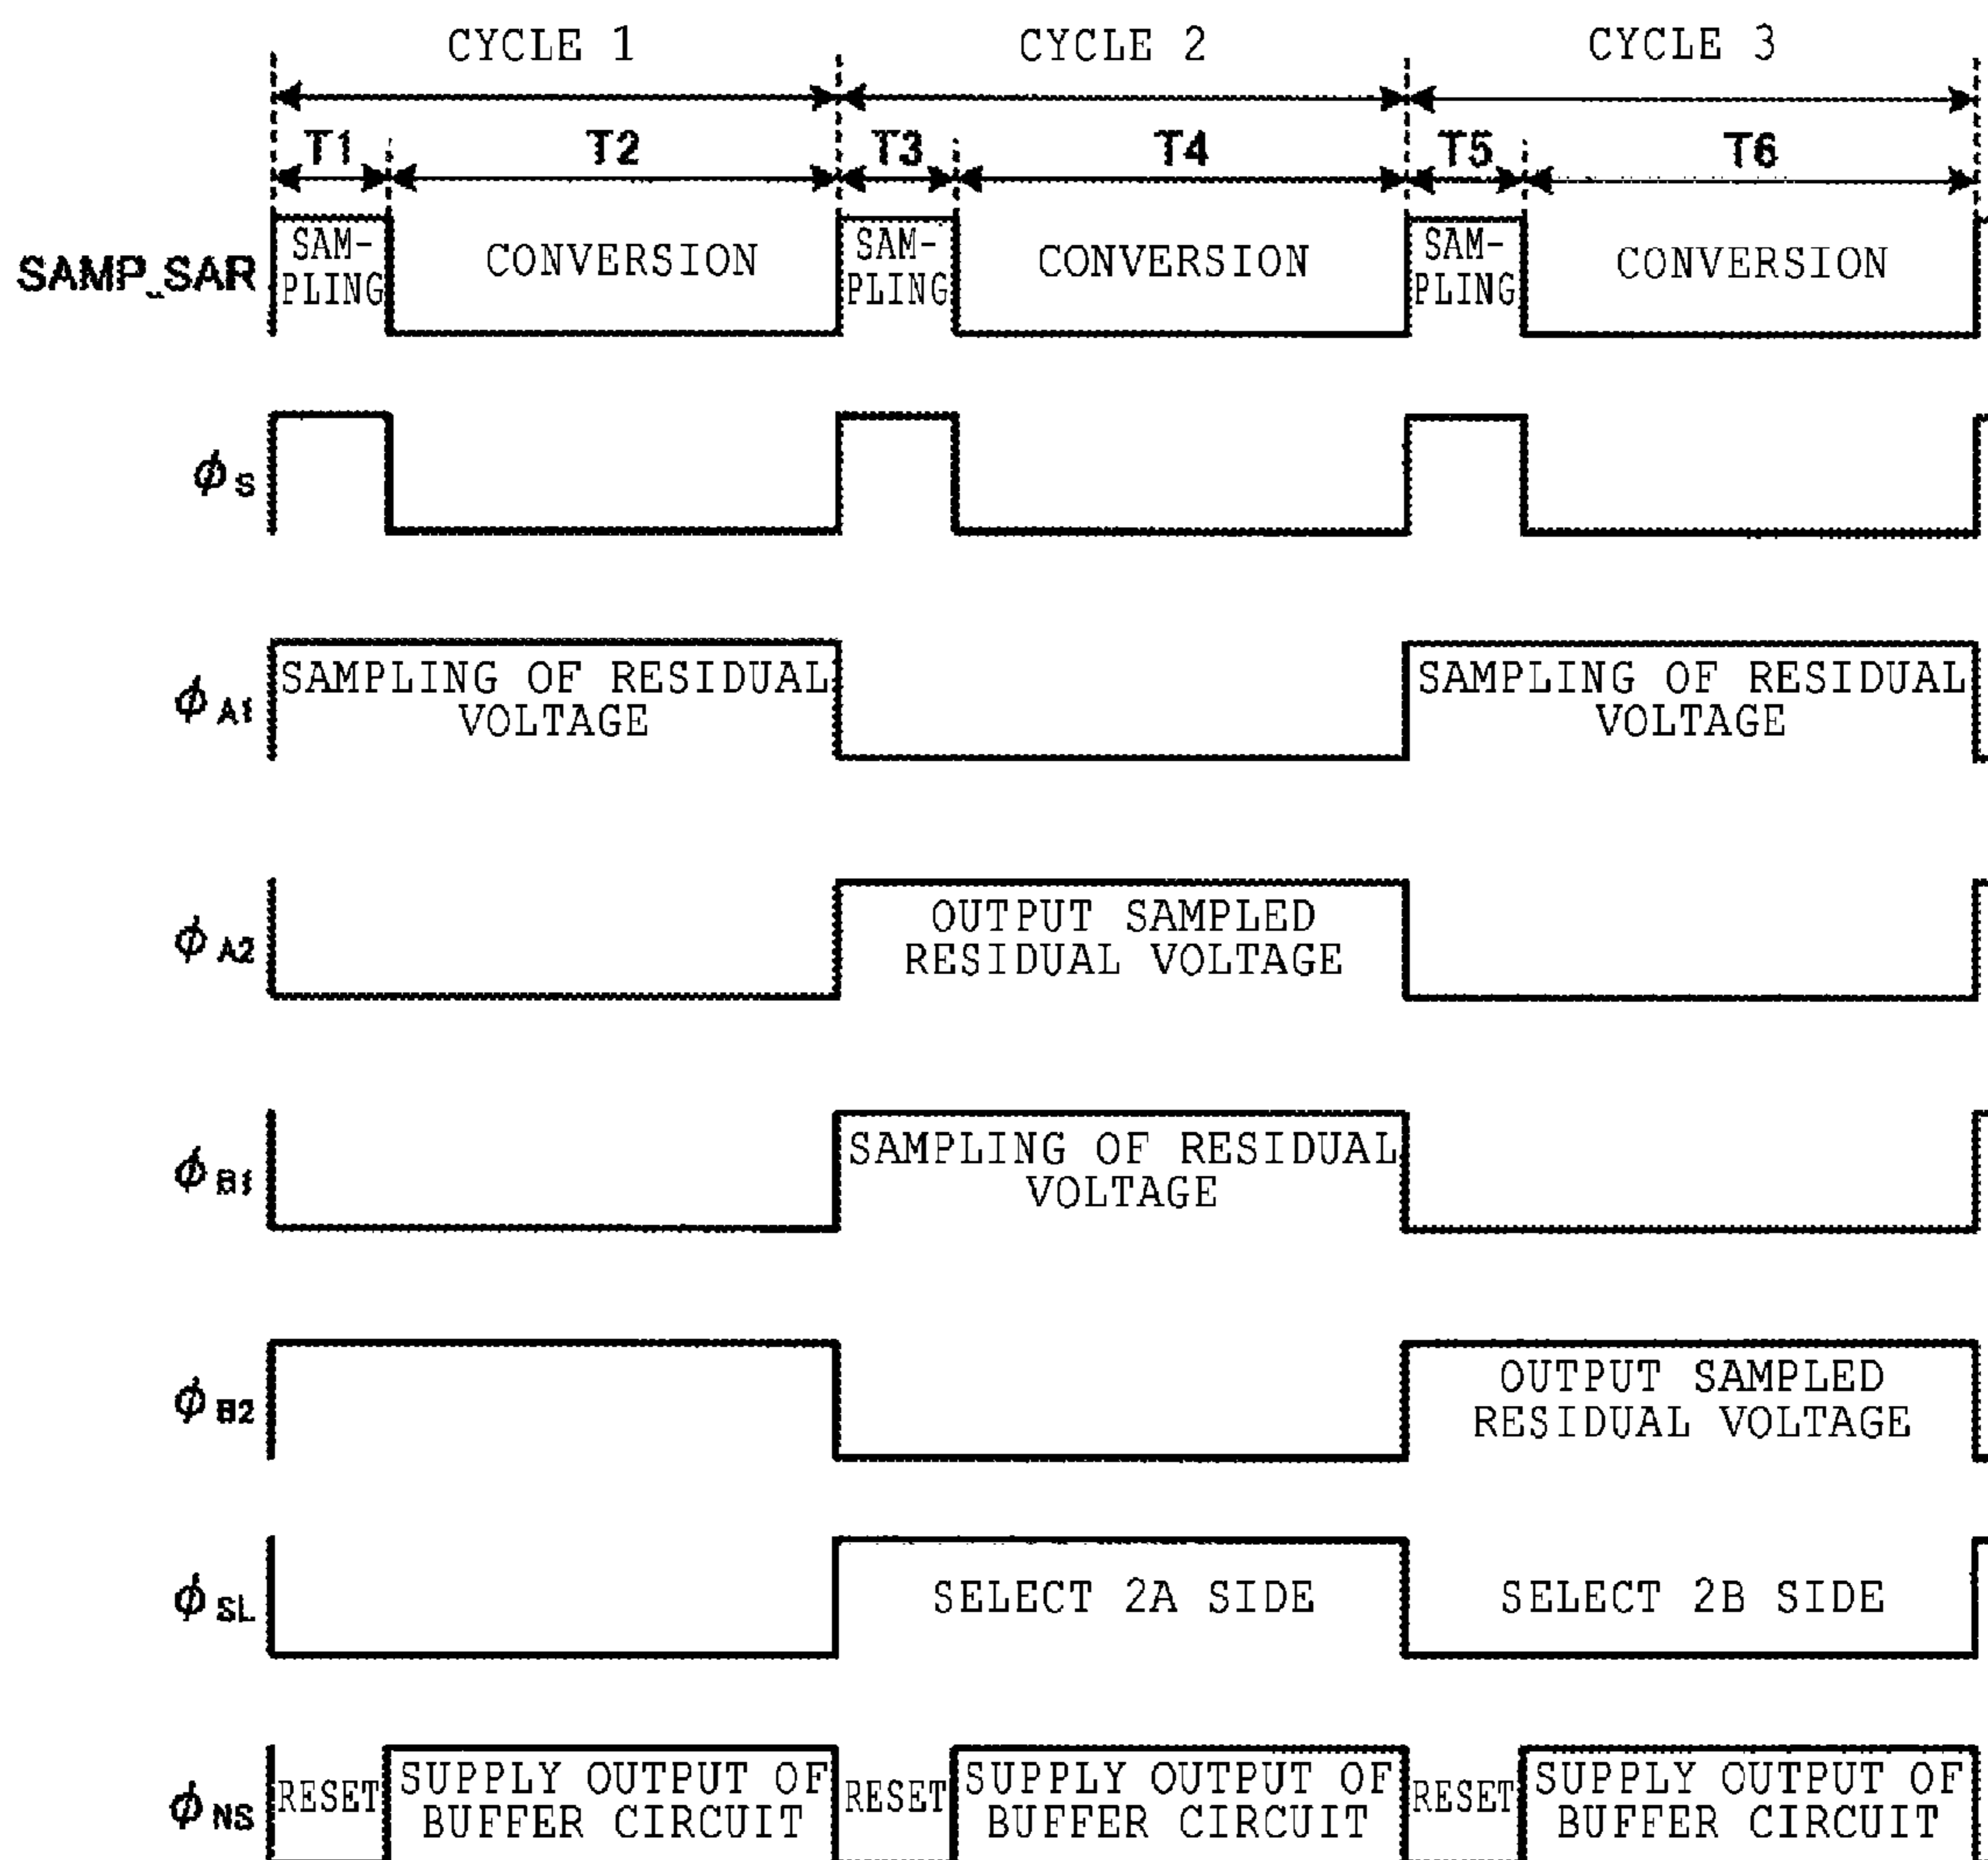 CYCLE 1 CYCLE 2 CYCLE 3
T1 T2 T3 T4 T5 T6
SAMP_SAR
SAM-
PLING
CONVERSION
SAM-
PLING
CONVERSION
SAM-
PLING
CONVERSION
ϕS
ϕA1
SAMPLING OF RESIDUAL
VOLTAGE
SAMPLING OF RESIDUAL
VOLTAGE
ϕA2
OUTPUT SAMPLED
RESIDUAL VOLTAGE
ϕB1
SAMPLING OF RESIDUAL
VOLTAGE
ϕB2
OUTPUT SAMPLED
RESIDUAL VOLTAGE
ϕSL
SELECT 2A SIDE
SELECT 2B SIDE
ϕNS
RESET
SUPPLY OUTPUT OF
BUFFER CIRCUIT
RESET
SUPPLY OUTPUT OF
BUFFER CIRCUIT
RESET
SUPPLY OUTPUT OF
BUFFER CIRCUIT